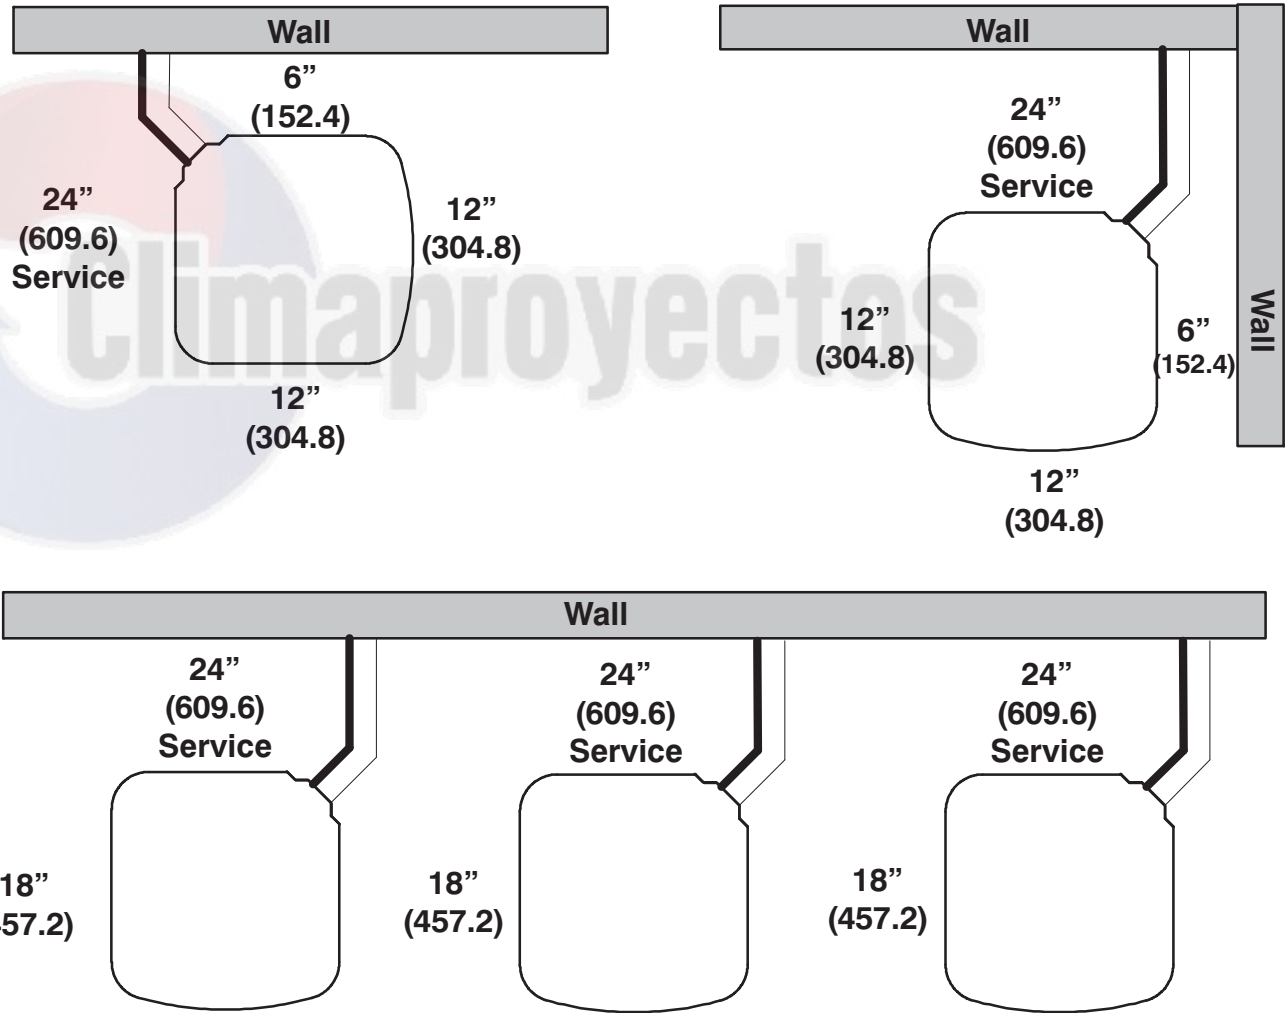 Wall
6”
(152.4)
24”
(609.6)
Service
12”
(304.8)
12”
(304.8)
Wall
24”
(609.6)
Service
12”
(304.8)
6”
(152.4)
Wall
12”
(304.8)
Climaproyectos
Wall
24”
(609.6)
Service
24”
(609.6)
Service
24”
(609.6)
Service
18”
57.2)
18”
(457.2)
18”
(457.2)